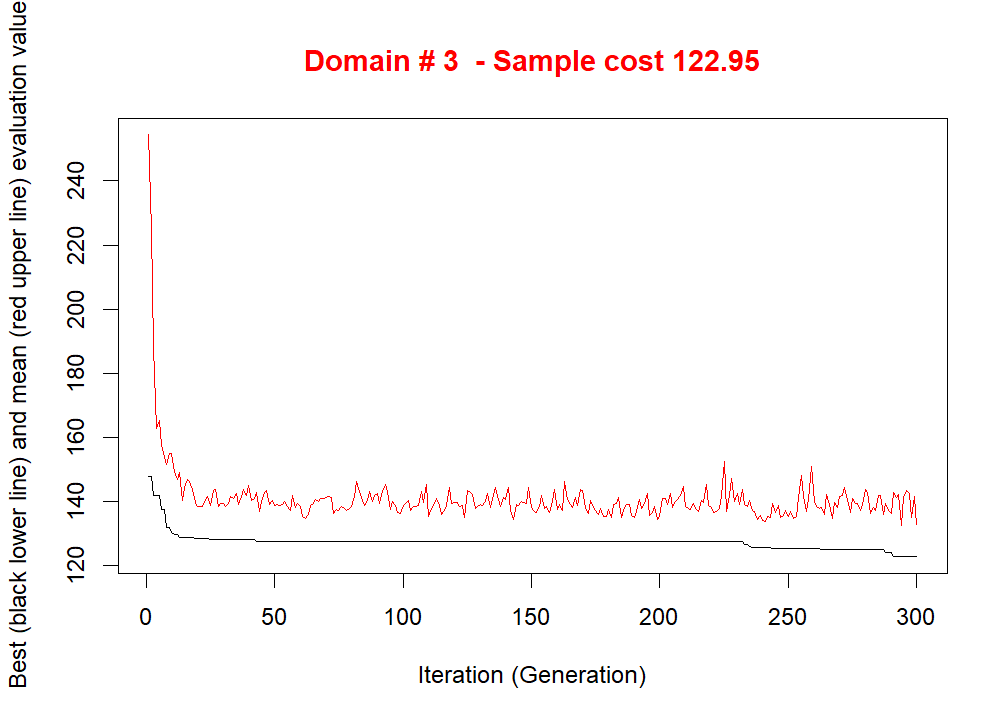 Domain # 3  - Sample cost 122.95
Best (black lower line) and mean (red upper line) evaluation value
240
220
200
180
160
140
120
0 50 100 150 200 250 300
Iteration (Generation)